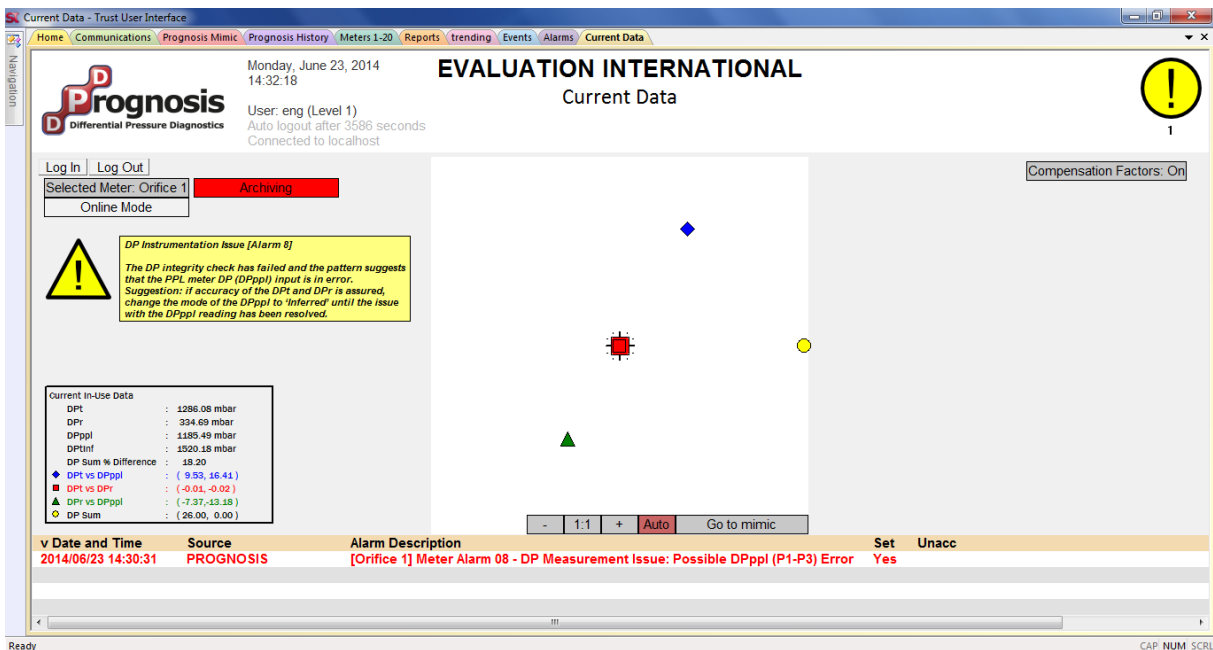 Current Data - Trust User Interface
Home Communications Prognosis Mimic Prognosis History Meters 1-20 Reports trending Events Alarms Current Data
Navigation
D
Prognosis
D Differential Pressure Diagnostics
Monday, June 23, 2014
14:32:18
User: eng (Level 1)
Auto logout after 3586 seconds
Connected to localhost
EVALUATION INTERNATIONAL
Current Data
!
1
Log In Log Out
Selected Meter: Orifice 1 Archiving
Online Mode
Compensation Factors: On
!
DP Instrumentation Issue [Alarm 8]
The DP integrity check has failed and the pattern suggests
that the PPL meter DP (DPppl) input is in error.
Suggestion: if accuracy of the DPt and DPr is assured,
change the mode of the DPppl to 'Inferred' until the issue
with the DPppl reading has been resolved.
Current In-Use Data
DPt : 1286.08 mbar
DPr : 334.69 mbar
DPppl : 1185.49 mbar
DPtInf : 1520.18 mbar
DP Sum % Difference : 18.20
DPt vs DPppl : ( 9.53, 16.41 )
DPt vs DPr : (-0.01, -0.02 )
DPr vs DPppl : (-7.37,-13.18 )
DP Sum : (26.00, 0.00 )
- 1:1 + Auto Go to mimic
v Date and Time Source Alarm Description Set Unacc
2014/06/23 14:30:31 PROGNOSIS [Orifice 1] Meter Alarm 08 - DP Measurement Issue: Possible DPppl (P1-P3) Error Yes
Ready
CAP NUM SCRL